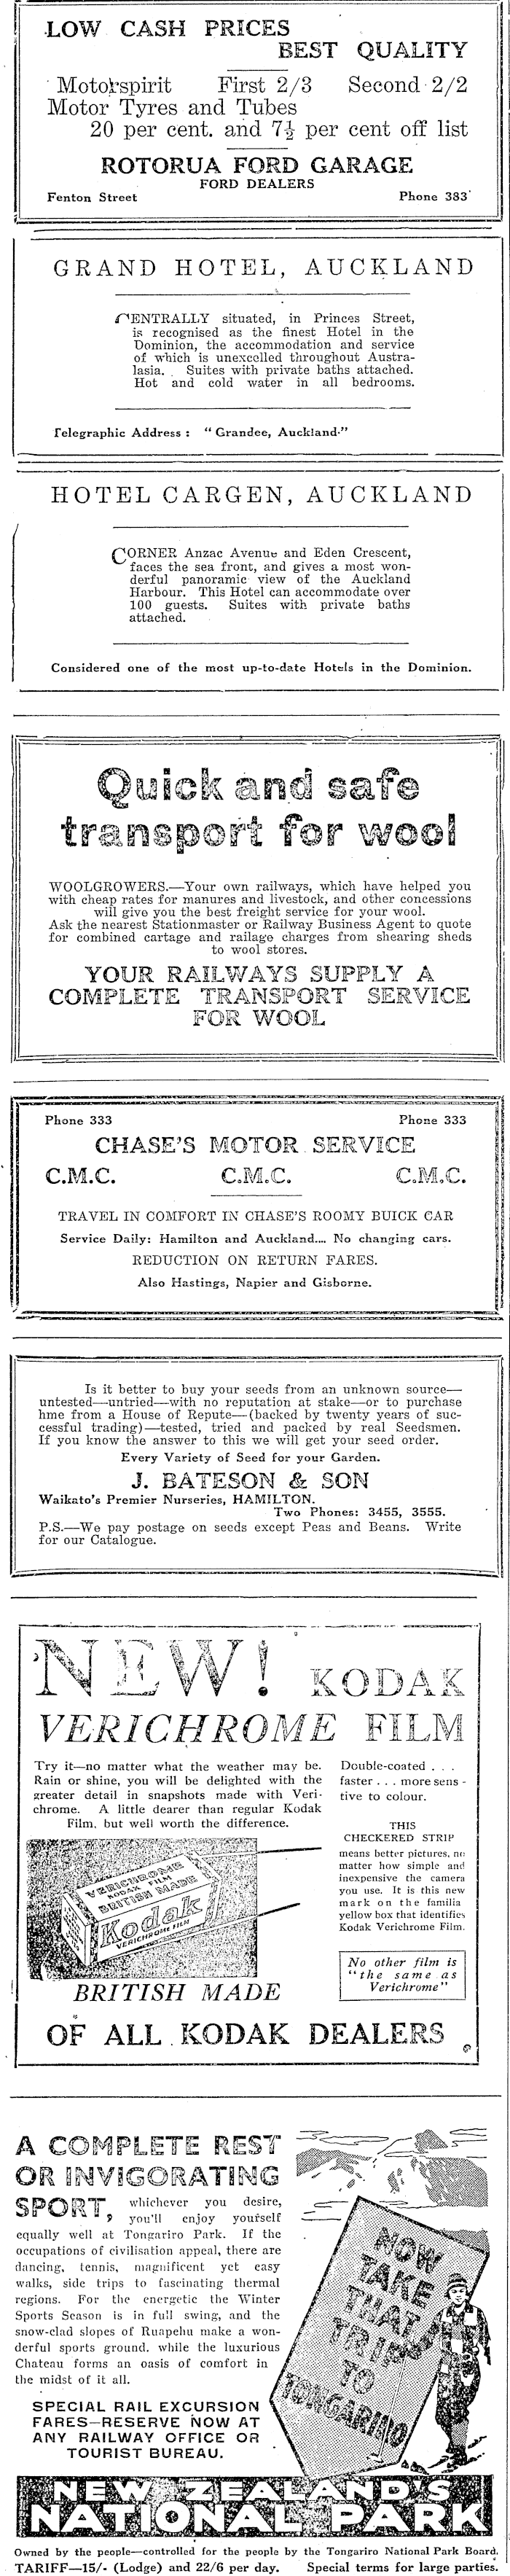 LOW CASH PRICES
BEST QUALITY
Motorspirit First 2/3 Second 2/2
Motor Tyres and Tubes
20 per cent. and 7½ per cent off list
ROTORUA FORD GARAGE
FORD DEALERS
Fenton Street Phone 383
GRAND HOTEL, AUCKLAND
CENTRALLY situated, in Princes Street,
is recognised as the finest Hotel in the
Dominion, the accommodation and service
of which is unexcelled throughout Austra-
lasia. Suites with private baths attached.
Hot and cold water in all bedrooms.
Telegraphic Address : "Grandee, Auckland."
HOTEL CARGEN, AUCKLAND
CORNER Anzac Avenue and Eden Crescent,
faces the sea front, and gives a most won-
derful panoramic view of the Auckland
Harbour. This Hotel can accommodate over
100 guests. Suites with private baths
attached.
Considered one of the most up-to-date Hotels in the Dominion.
Quick and safe
transport for wool
WOOLGROWERS.—Your own railways, which have helped you
with cheap rates for manures and livestock, and other concessions
will give you the best freight service for your wool.
Ask the nearest Stationmaster or Railway Business Agent to quote
for combined cartage and railage charges from shearing sheds
to wool stores.
YOUR RAILWAYS SUPPLY A
COMPLETE TRANSPORT SERVICE
FOR WOOL
Phone 333 Phone 333
CHASE'S MOTOR SERVICE
C.M.C. C.M.C. C.M.C.
TRAVEL IN COMFORT IN CHASE'S ROOMY BUICK CAR
Service Daily: Hamilton and Auckland.... No changing cars.
REDUCTION ON RETURN FARES.
Also Hastings, Napier and Gisborne.
Is it better to buy your seeds from an unknown source—
untested—untried—with no reputation at stake—or to purchase
hme from a House of Repute—(backed by twenty years of suc-
cessful trading)—tested, tried and packed by real Seedsmen.
If you know the answer to this we will get your seed order.
Every Variety of Seed for your Garden.
J. BATESON & SON
Waikato's Premier Nurseries, HAMILTON.
Two Phones: 3455, 3555.
P.S.—We pay postage on seeds except Peas and Beans. Write
for our Catalogue.
NEW! KODAK
VERICHROME FILM
Try it—no matter what the weather may be.
Rain or shine, you will be delighted with the
greater detail in snapshots made with Veri-
chrome. A little dearer than regular Kodak
Film, but well worth the difference.
Double-coated . . .
faster . . . more sens-
tive to colour.
THIS
CHECKERED STRIP
means better pictures, no
matter how simple and
inexpensive the camera
you use. It is this new
mark on the familia
yellow box that identifies
Kodak Verichrome Film.
VERICHROME
KODAK FILM
BRITISH MADE
Kodak
VERICHROME FILM
No other film is
"the same as
Verichrome"
BRITISH MADE
OF ALL KODAK DEALERS
A COMPLETE REST
OR INVIGORATING
SPORT, whichever you desire,
you'll enjoy yourself
equally well at Tongariro Park. If the
occupations of civilisation appeal, there are
dancing, tennis, magnificent yet easy
walks, side trips to fascinating thermal
regions. For the energetic the Winter
Sports Season is in full swing, and the
snow-clad slopes of Ruapehu make a won-
derful sports ground. while the luxurious
Chateau forms an oasis of comfort in
the midst of it all.
SPECIAL RAIL EXCURSION
FARES—RESERVE NOW AT
ANY RAILWAY OFFICE OR
TOURIST BUREAU.
NOW
TAKE
THAT
TRIP
TO
TONGARIRO
NEW ZEALAND'S
NATIONAL PARK
Owned by the people—controlled for the people by the Tongariro National Park Board.
TARIFF—15/- (Lodge) and 22/6 per day. Special terms for large parties.